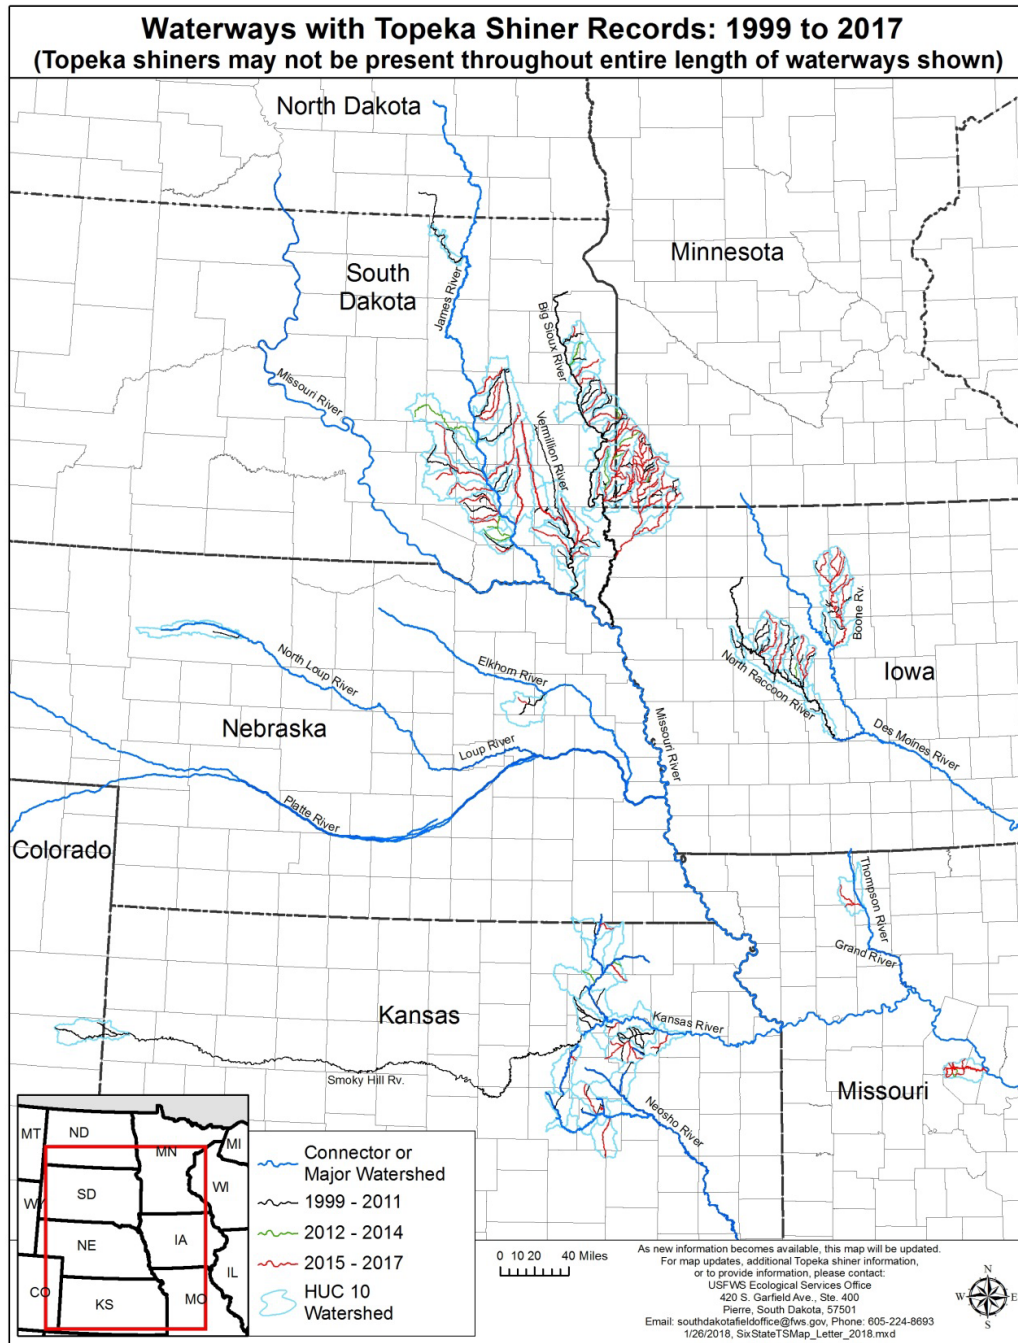 Waterways with Topeka Shiner Records: 1999 to 2017
(Topeka shiners may not be present throughout entire length of waterways shown)
North Dakota
Minnesota
South
Dakota
James River
Big Sioux River
Missouri River
Vermillion River
Boone Rv.
North Raccoon River
Iowa
North Loup River
Elkhorn River
Nebraska
Loup River
Missouri River
Des Moines River
Platte River
Colorado
Thompson River
Grand River
Kansas
Kansas River
Smoky Hill Rv.
Neosho River
Missouri
MT
ND
MN
MI
WY
SD
WI
NE
IA
IL
CO
KS
MO
Connector or
Major Watershed
1999 - 2011
2012 - 2014
2015 - 2017
HUC 10
Watershed
0 10 20 40 Miles
As new information becomes available, this map will be updated.
For map updates, additional Topeka shiner information,
or to provide information, please contact:
USFWS Ecological Services Office
420 S. Garfield Ave., Ste. 400
Pierre, South Dakota, 57501
Email: southdakotafieldoffice@fws.gov, Phone: 605-224-8693
1/26/2018, SixStateTSMap_Letter_2018.mxd
N
W E
S